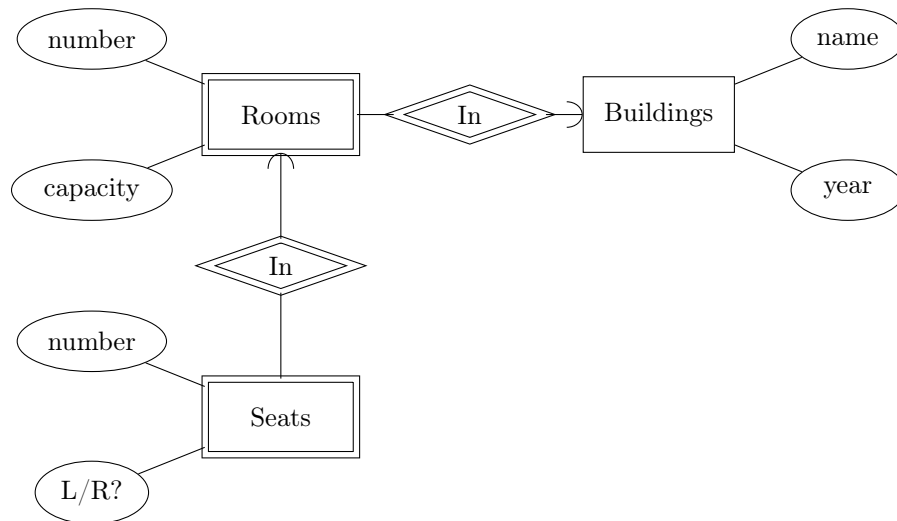 number
name
Rooms
In
Buildings
capacity
year
In
number
Seats
L/R?